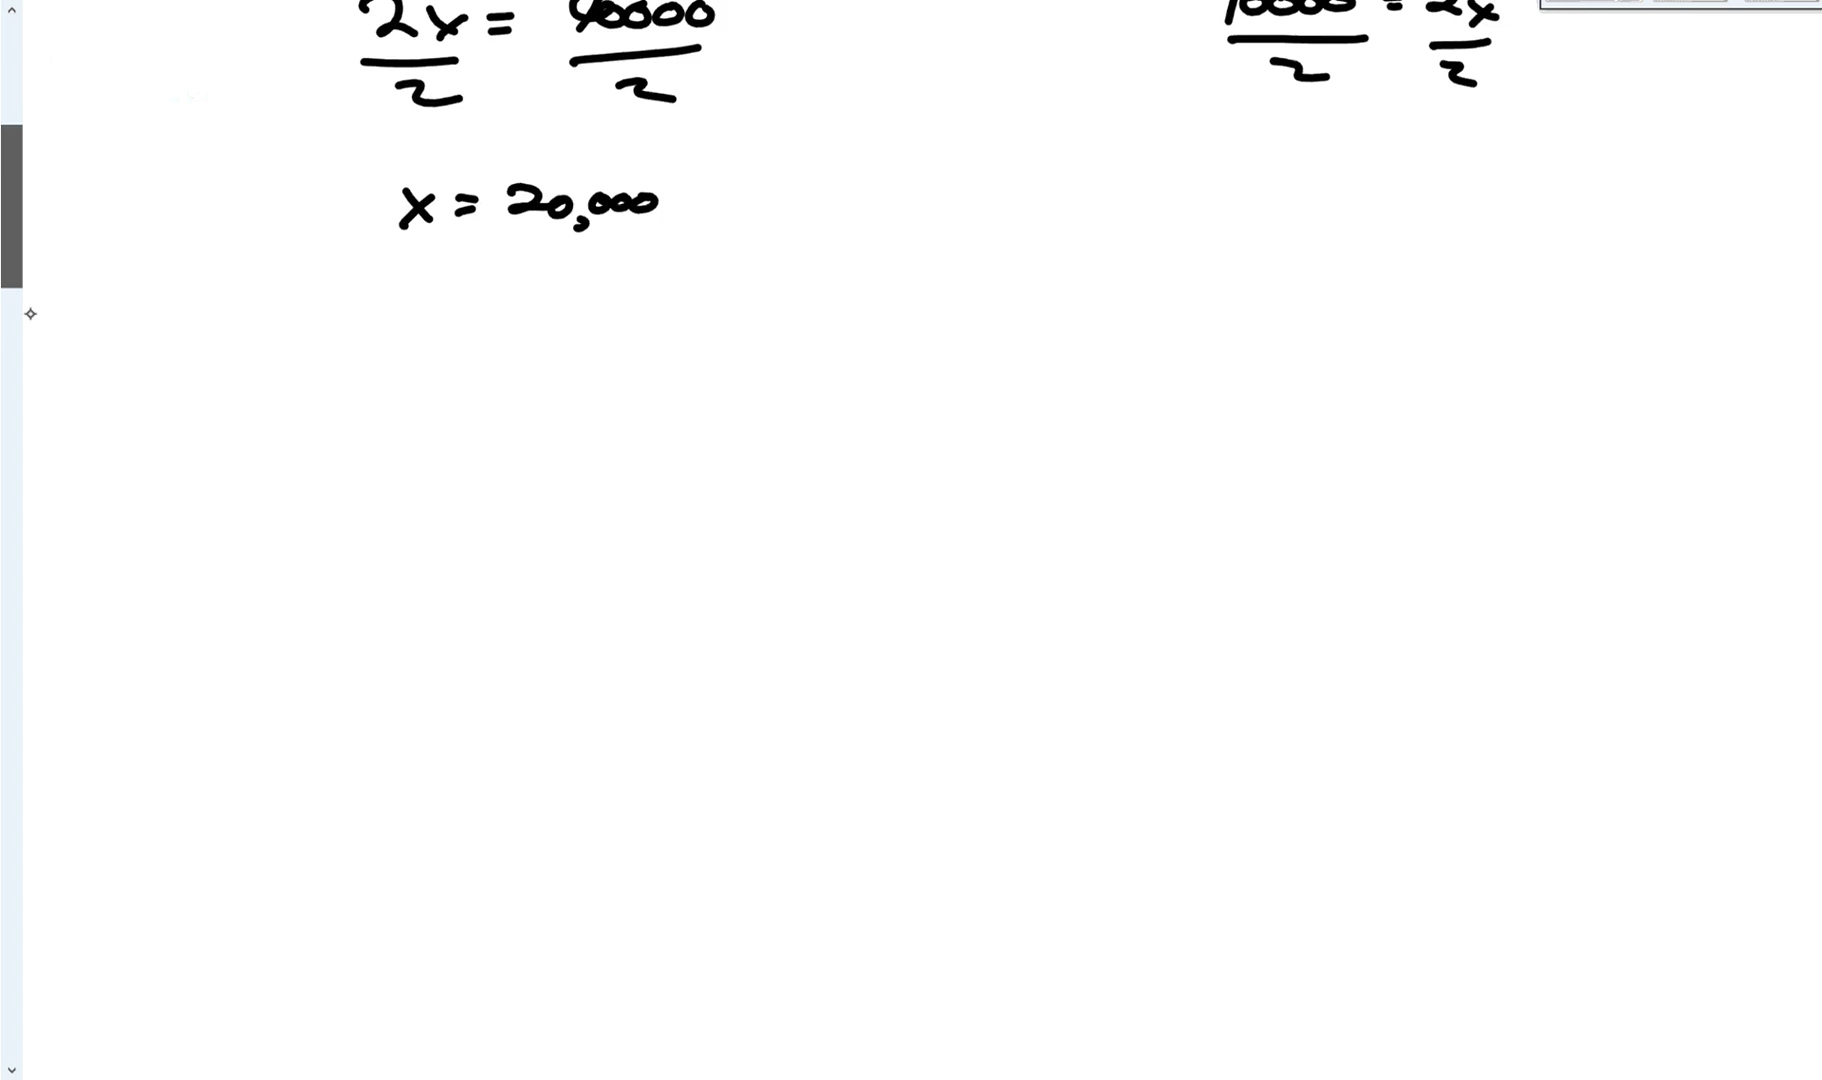 2x = 40000
2 2
x = 20,000
10000 = 2x
2 2